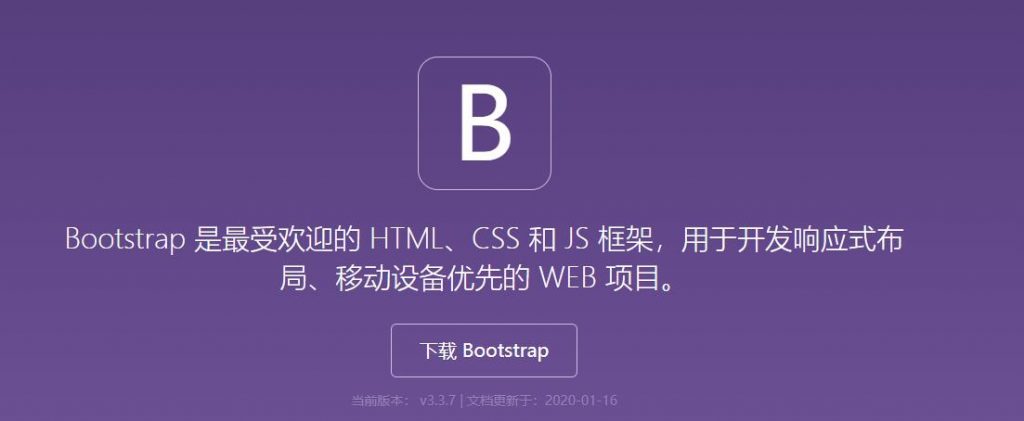 B
Bootstrap 是最受欢迎的 HTML、CSS 和 JS 框架，用于开发响应式布
局、移动设备优先的 WEB 项目。
下载 Bootstrap
当前版本： v3.3.7 | 文档更新于：2020-01-16